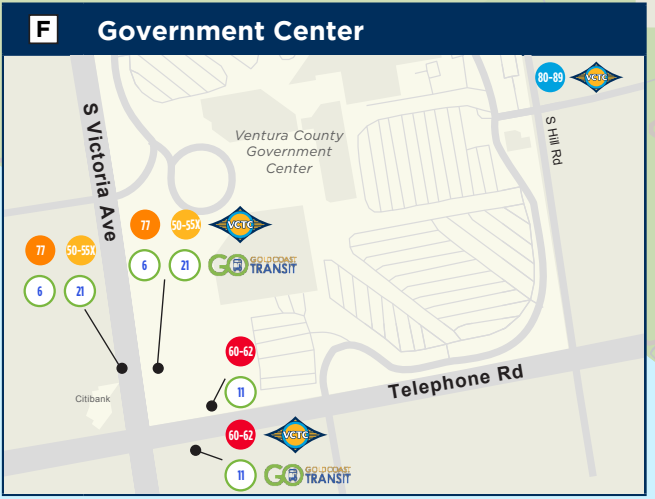 F Government Center
80-89 VCTC
S Victoria Ave
S Hill Rd
Ventura County
Government
Center
77 50-55X VCTC
77 50-55X
6 21 GO GOLD COAST TRANSIT
6 21
60-62
11
Telephone Rd
Citibank
60-62 VCTC
11 GO GOLD COAST TRANSIT